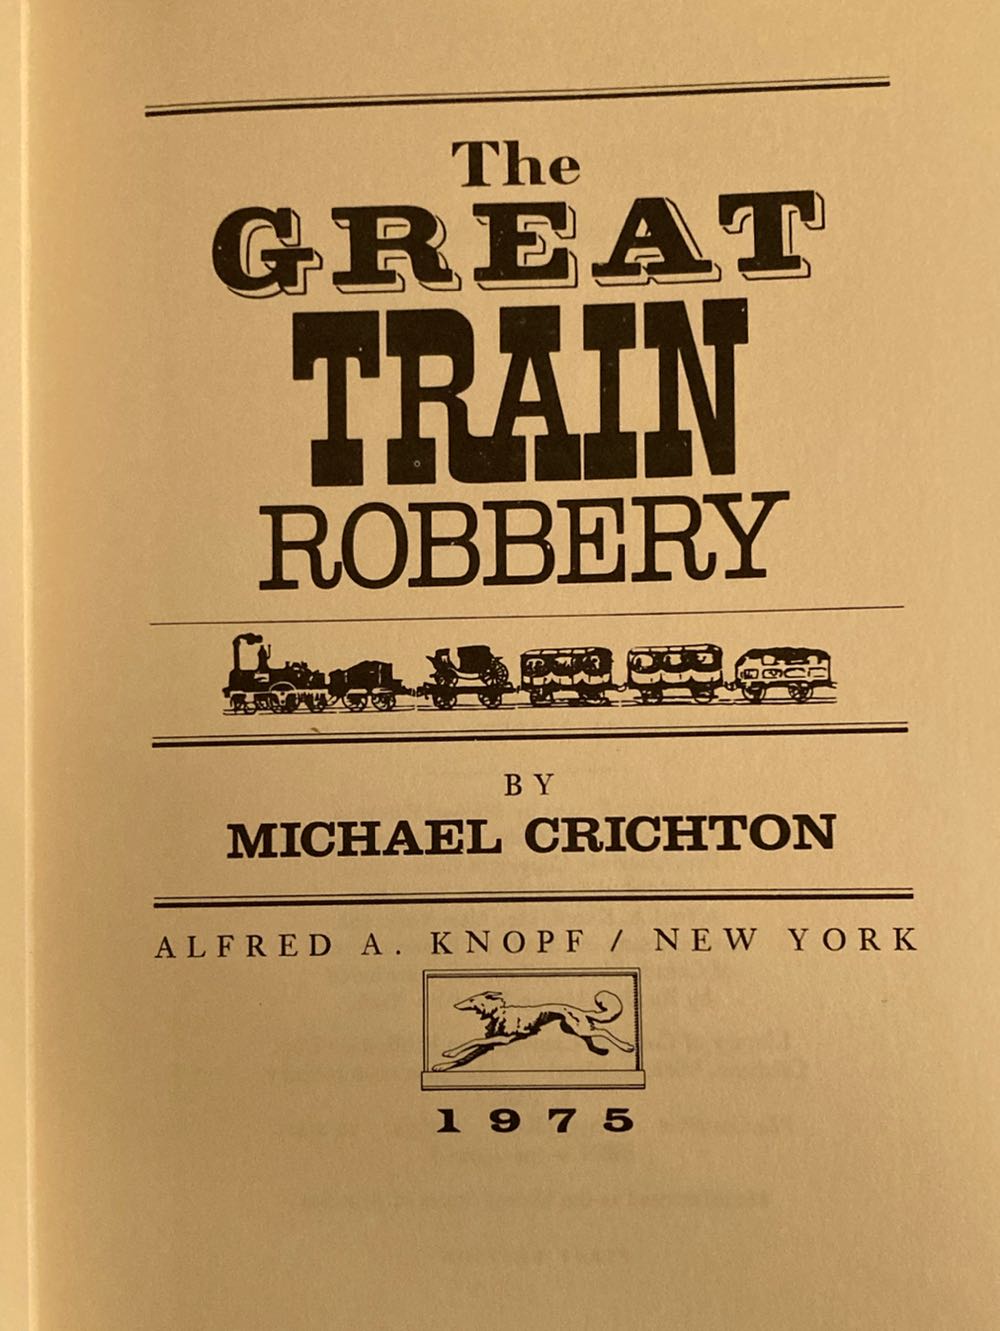 The
GREAT
TRAIN
ROBBERY
BY
MICHAEL CRICHTON
ALFRED A. KNOPF / NEW YORK
1975